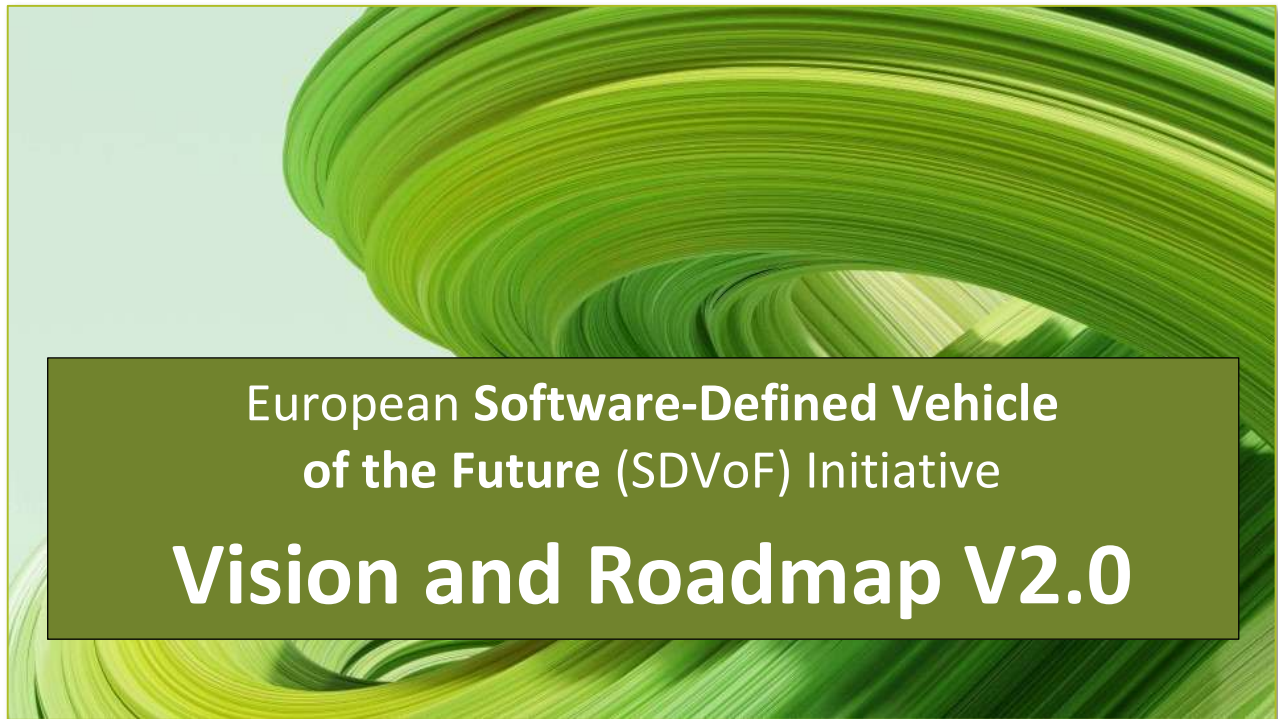 European Software-Defined Vehicle
of the Future (SDVoF) Initiative
Vision and Roadmap V2.0